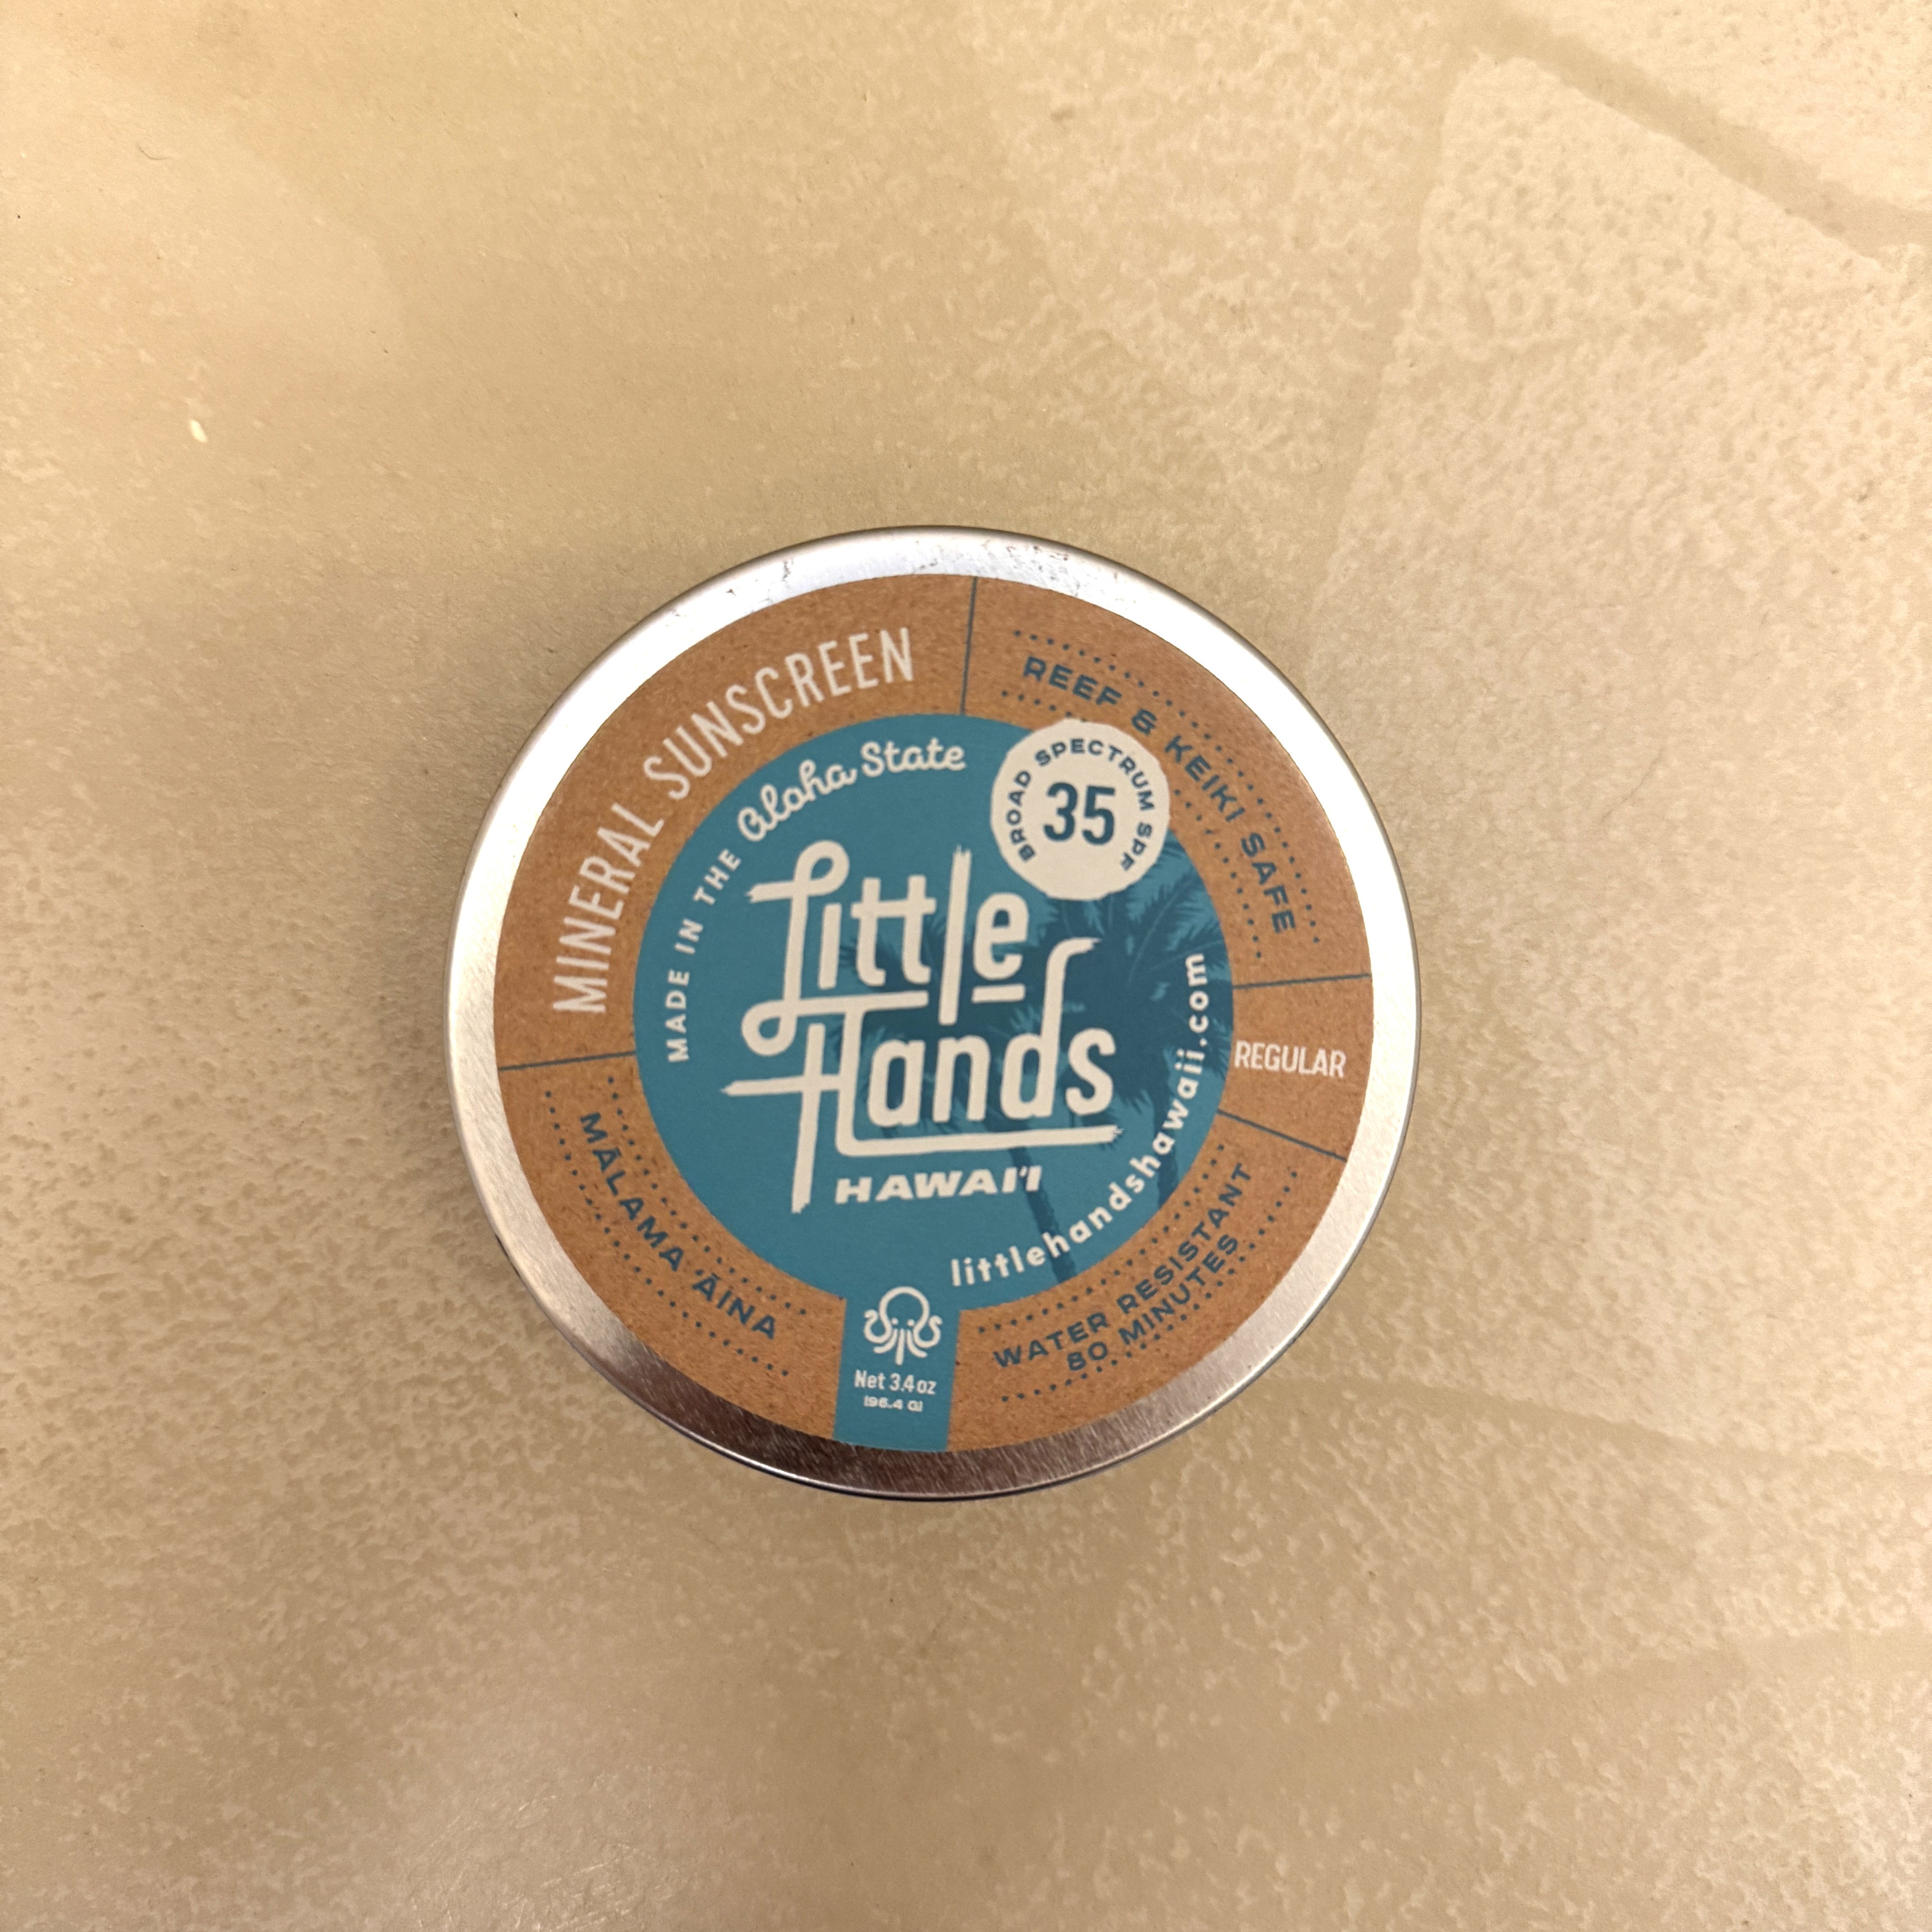 MINERAL SUNSCREEN
REEF & KEIKI SAFE
MADE IN THE Aloha State
BROAD SPECTRUM SPF
35
Little
Hands
HAWAI'I
REGULAR
littlehandshawaii.com
MĀLAMA ĀINA
WATER RESISTANT
80 MINUTES
Net 3.4 oz
(96.4 G)